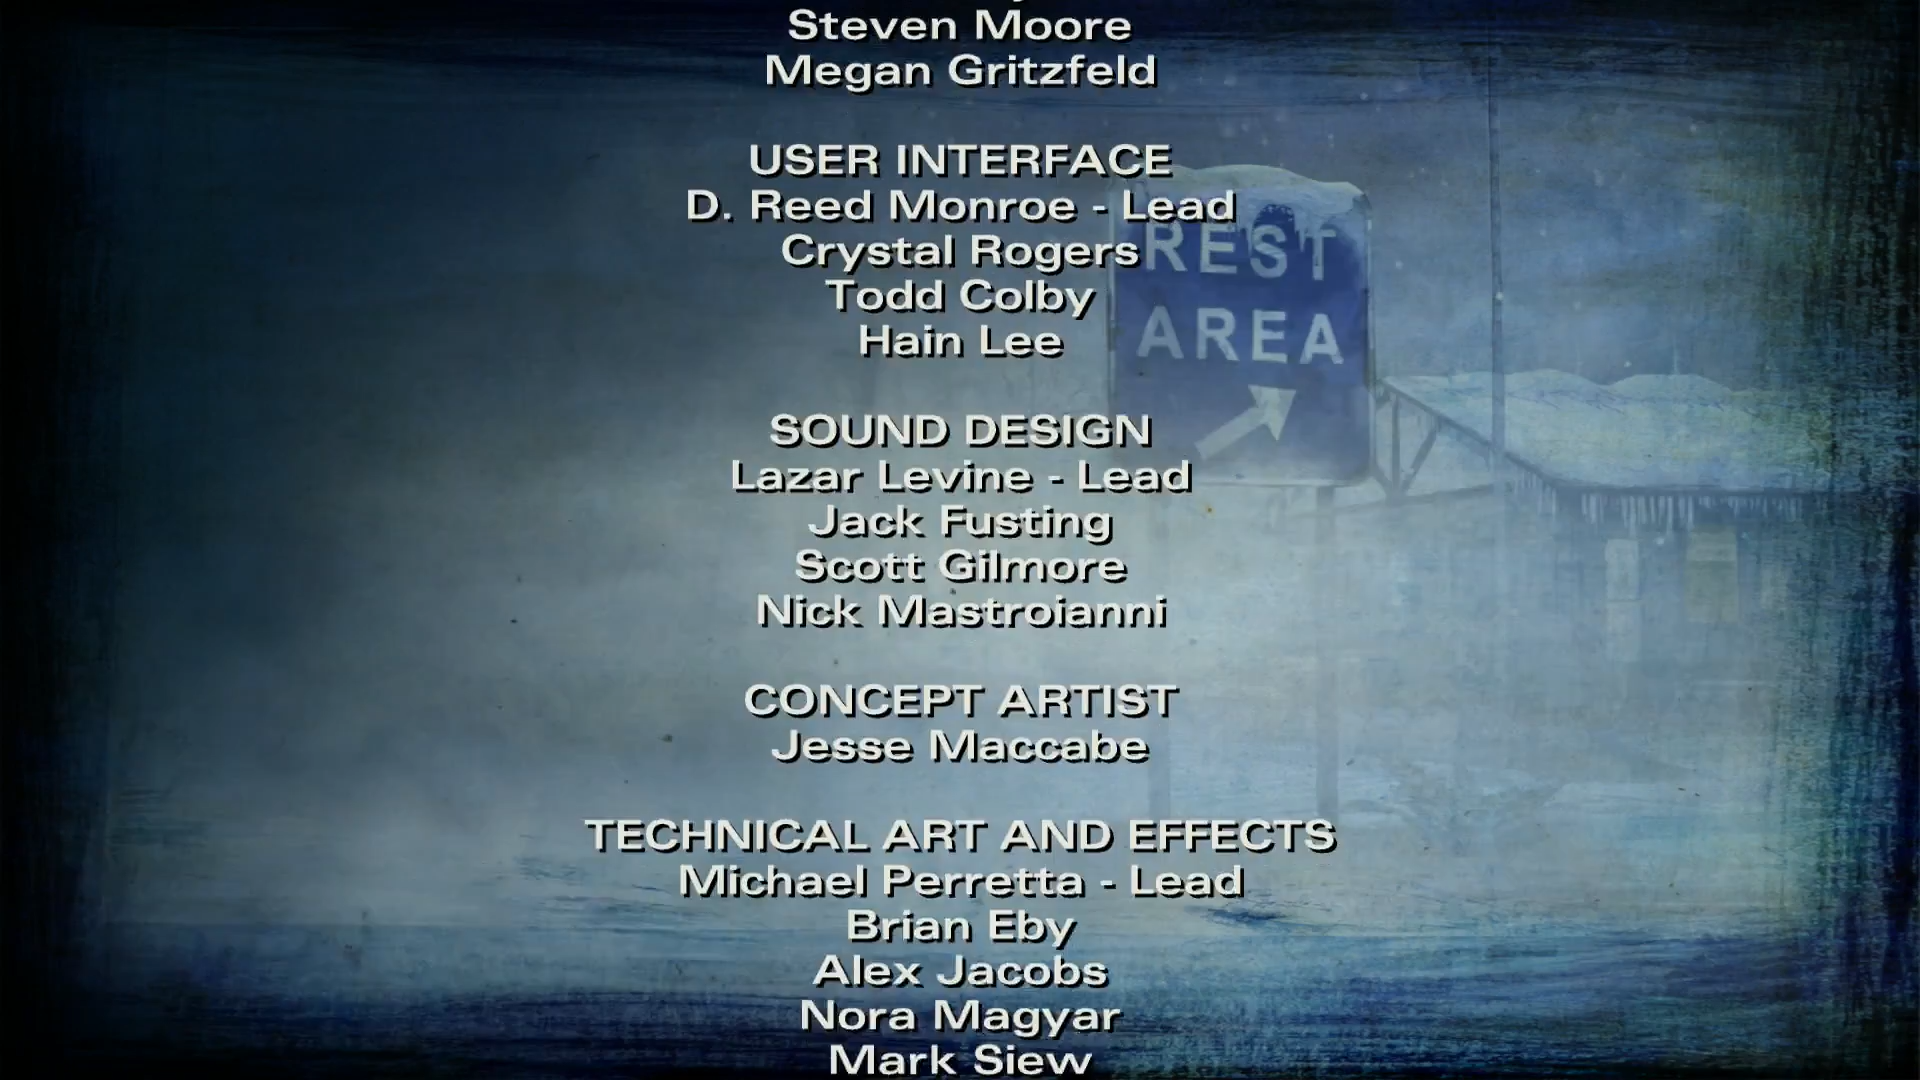 Steven Moore
Megan Gritzfeld
USER INTERFACE
D. Reed Monroe - Lead
Crystal Rogers
Todd Colby
Hain Lee
SOUND DESIGN
Lazar Levine - Lead
Jack Fusting
Scott Gilmore
Nick Mastroianni
CONCEPT ARTIST
Jesse Maccabe
TECHNICAL ART AND EFFECTS
Michael Perretta - Lead
Brian Eby
Alex Jacobs
Nora Magyar
Mark Siew
REST
AREA